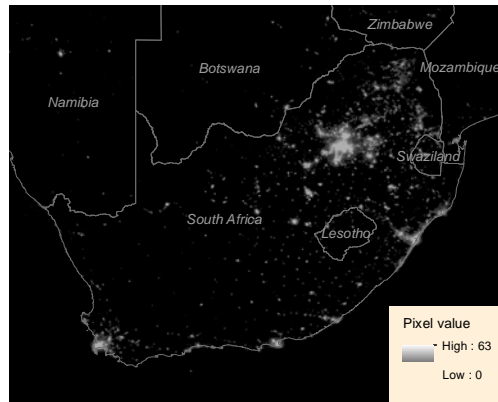 Zimbabwe
Botswana
Mozambique
Namibia
Swaziland
South Africa
Lesotho
Pixel value
High : 63
Low : 0